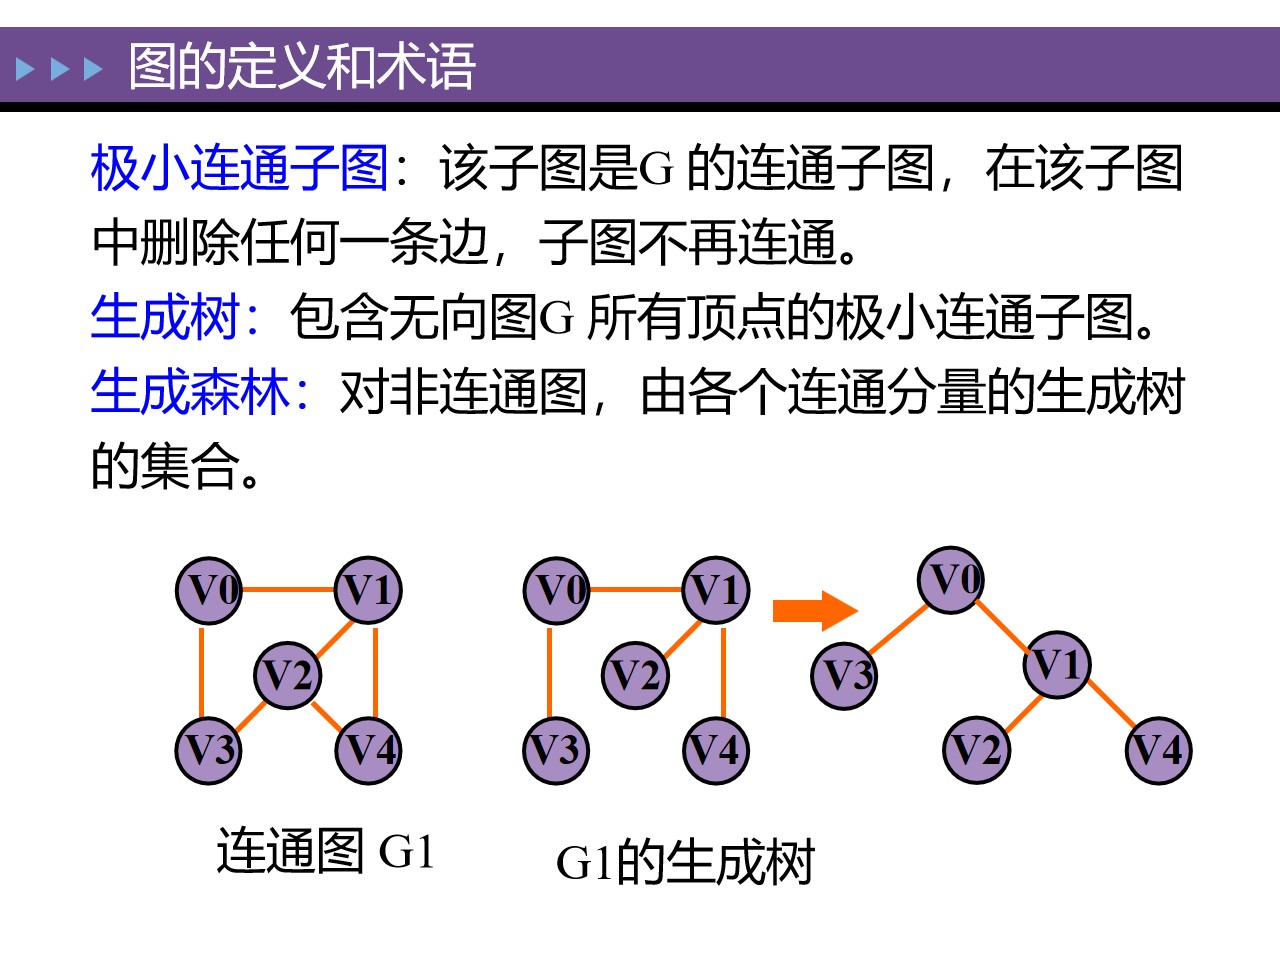 图的定义和术语
极小连通子图：该子图是G 的连通子图，在该子图
中删除任何一条边，子图不再连通。
生成树：包含无向图G 所有顶点的极小连通子图。
生成森林：对非连通图，由各个连通分量的生成树
的集合。
V0 V1
V2
V3 V4
连通图 G1
V0 V1
V2
V3 V4
G1的生成树
V0
V3 V1
V2 V4